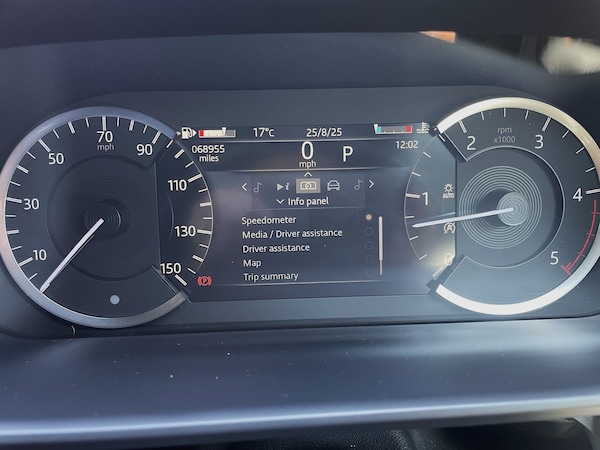 70
mph
50
90
30
110
10
130
150
17°C 25/8/25
068955
miles
0
mph
P
12:02
Info panel
Speedometer
Media / Driver assistance
Driver assistance
Map
Trip summary
(P)
rpm
x1000
2
3
1
4
AUTO
A
0
5